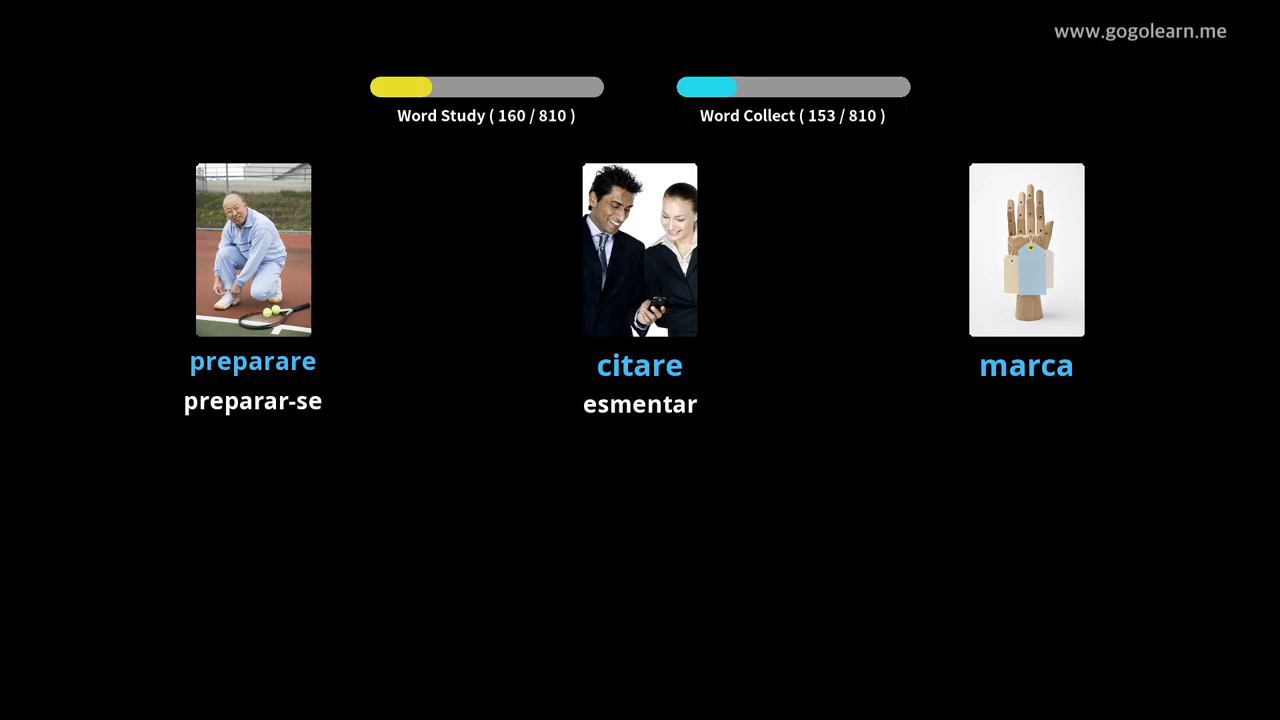 www.gogolearn.me
Word Study ( 160 / 810 )
Word Collect ( 153 / 810 )
preparare
preparar-se
citare
esmentar
marca